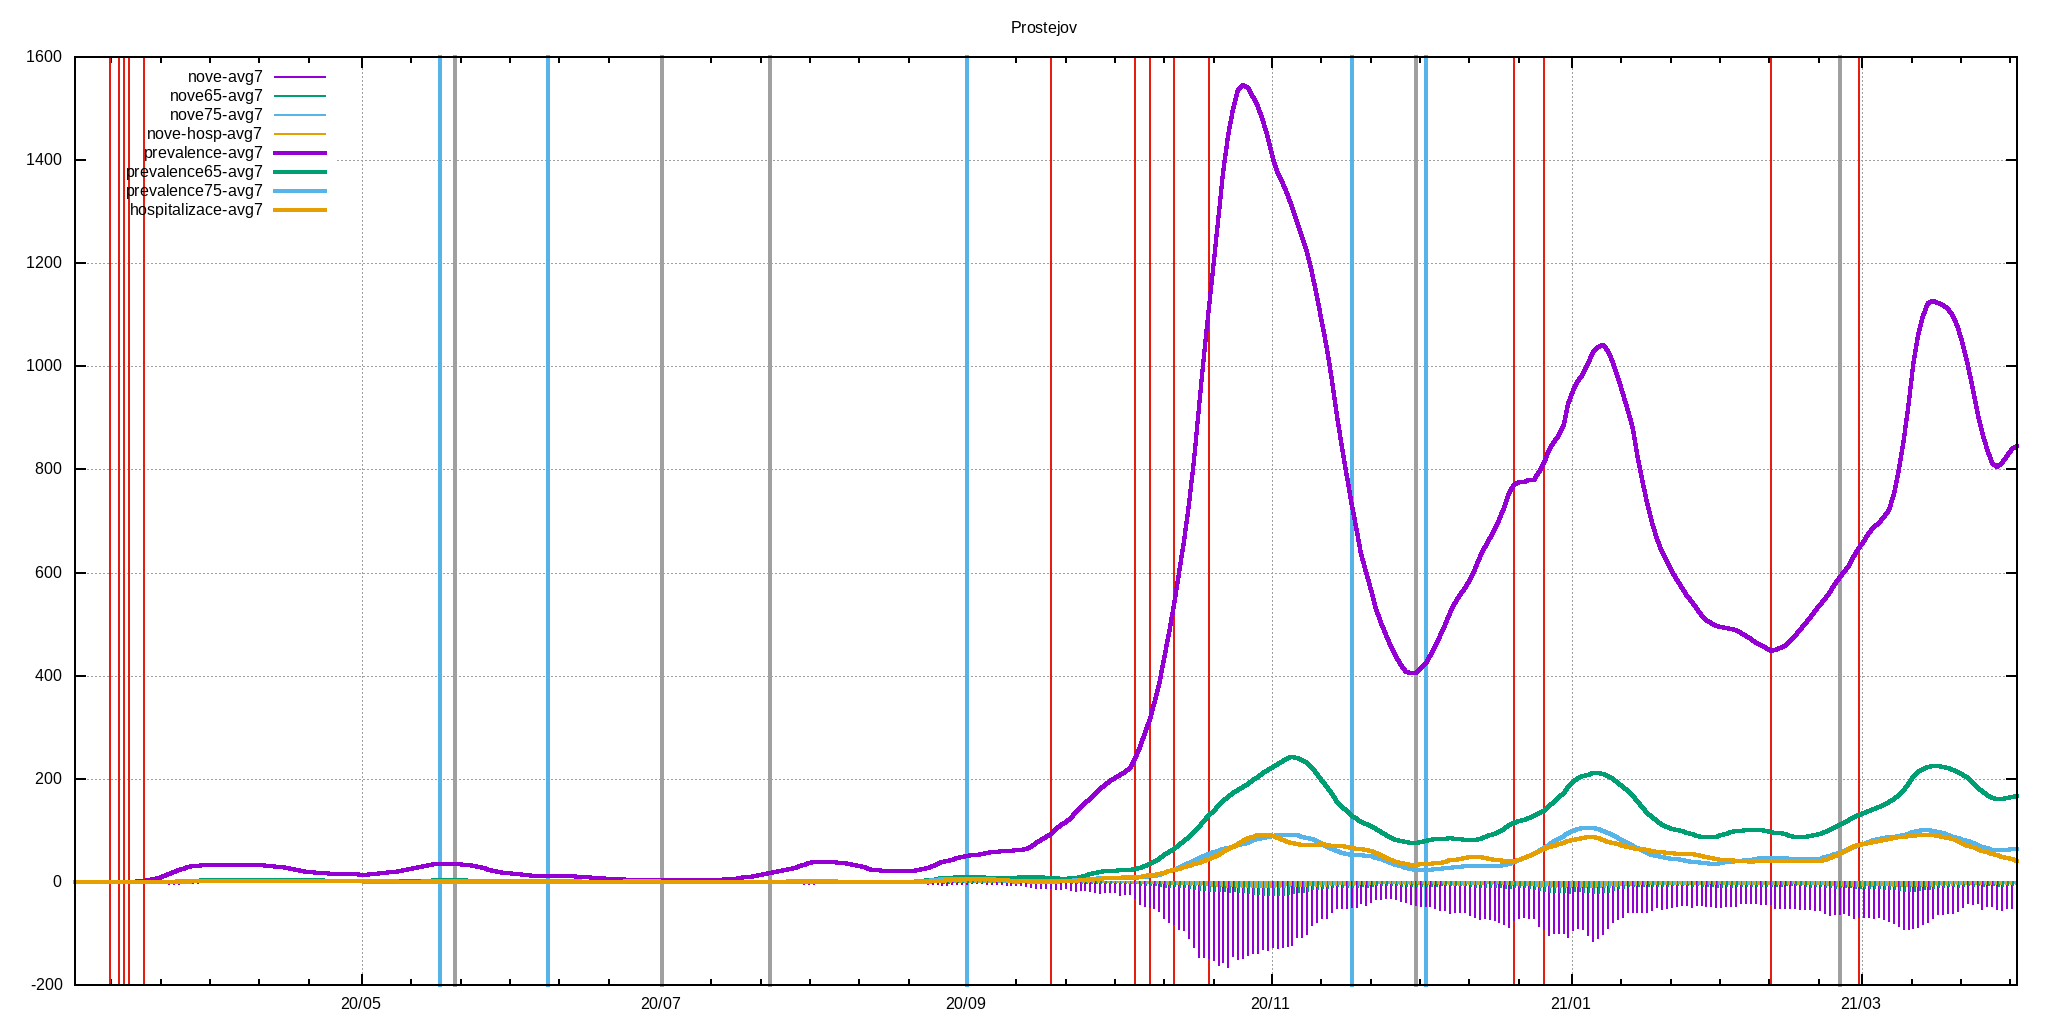 Prostejov
1600
1400
1200
1000
800
600
400
200
0
-200
nove-avg7
nove65-avg7
nove75-avg7
nove-hosp-avg7
prevalence-avg7
prevalence65-avg7
prevalence75-avg7
hospitalizace-avg7
20/05
20/07
20/09
20/11
21/01
21/03